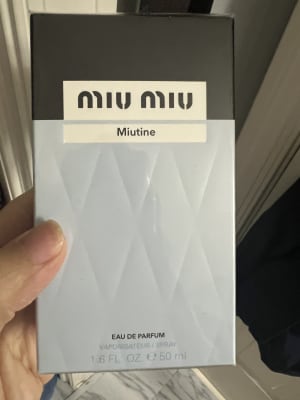 miu miu
Miutine
EAU DE PARFUM
VAPORISATEUR / SPRAY
1.6 FL. OZ. ℮ 50 ml